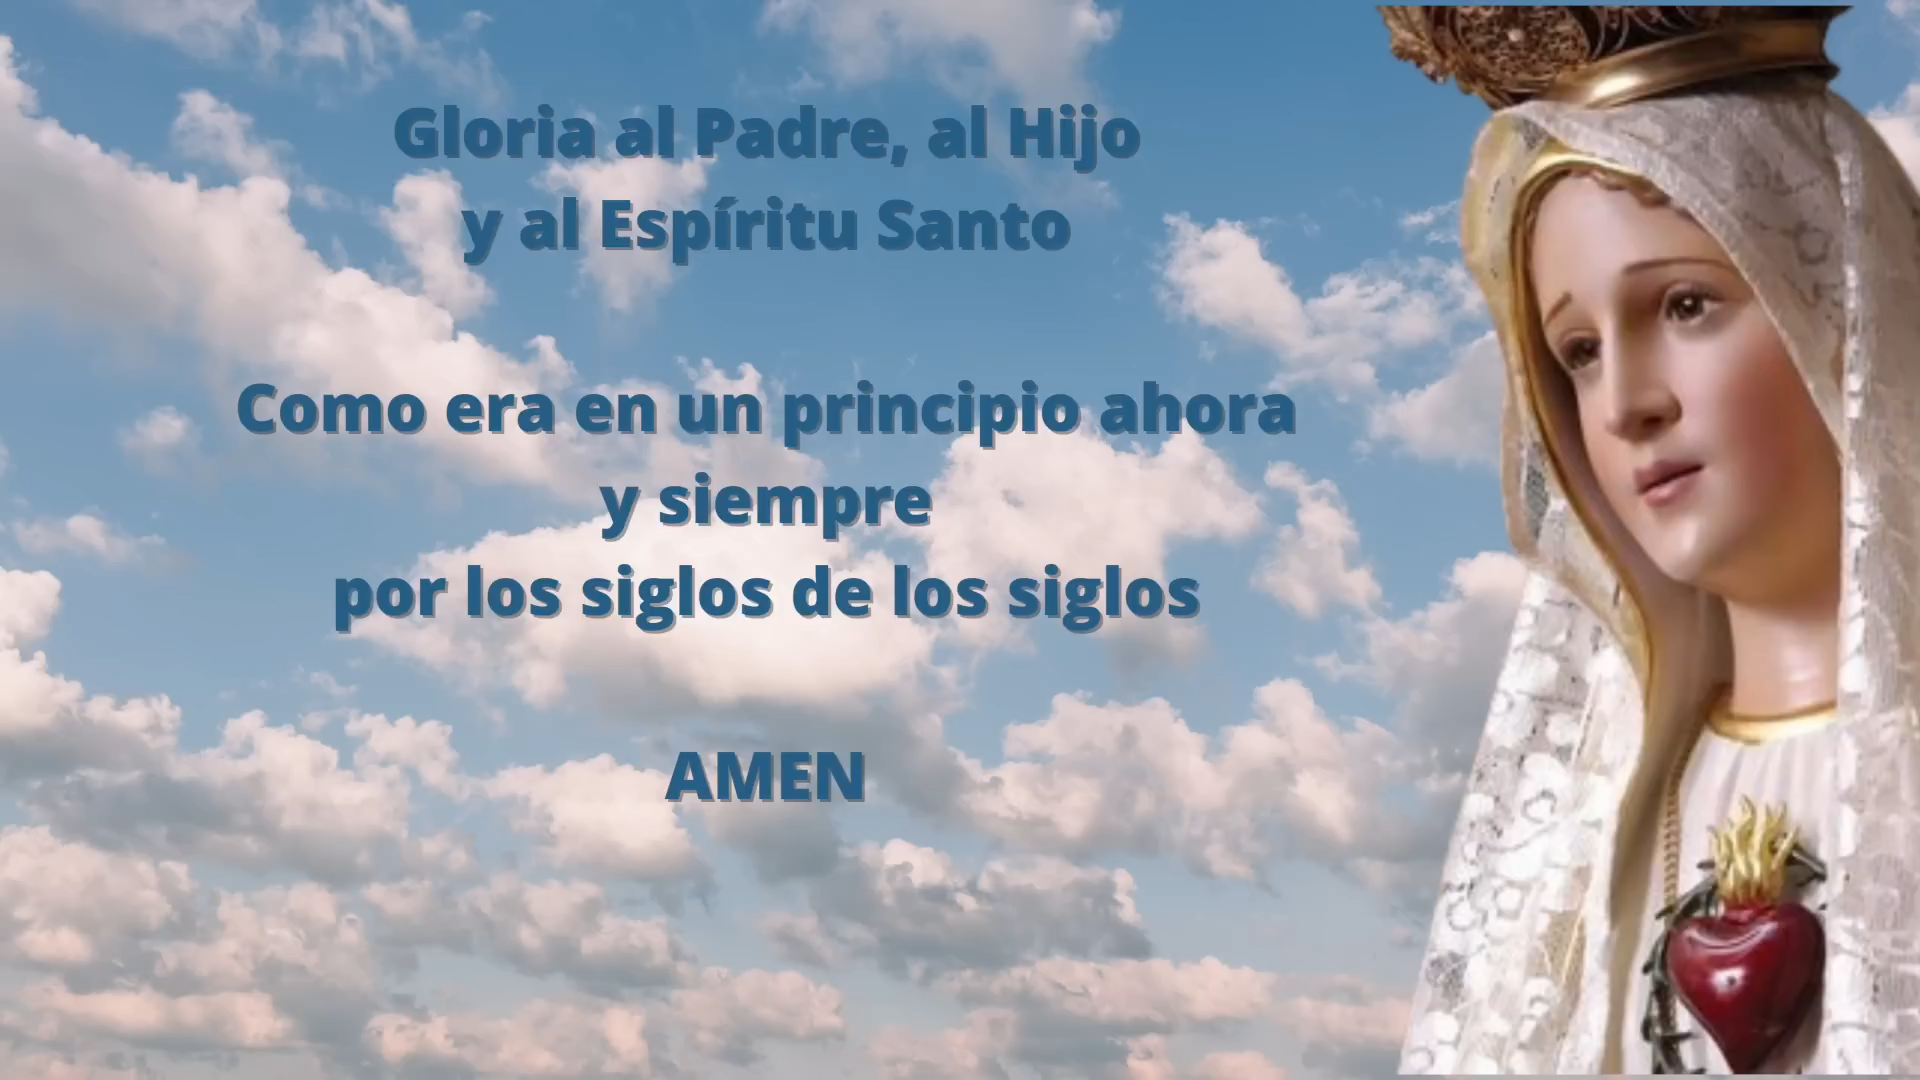 Gloria al Padre, al Hijo
y al Espíritu Santo
Como era en un principio ahora
y siempre
por los siglos de los siglos
AMEN